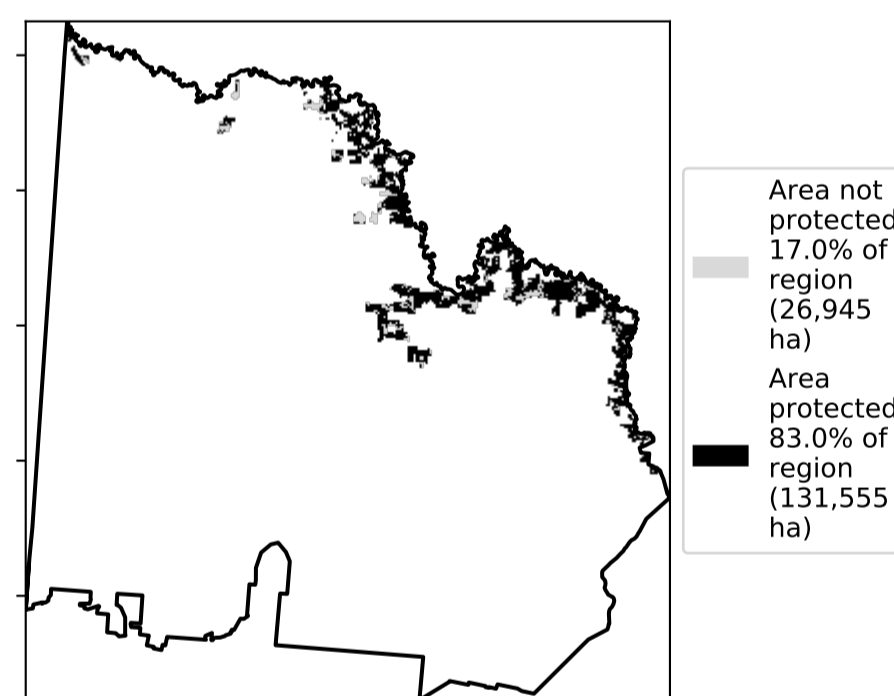 Area not
protected
17.0% of
region
(26,945
ha)
Area
protected
83.0% of
region
(131,555
ha)